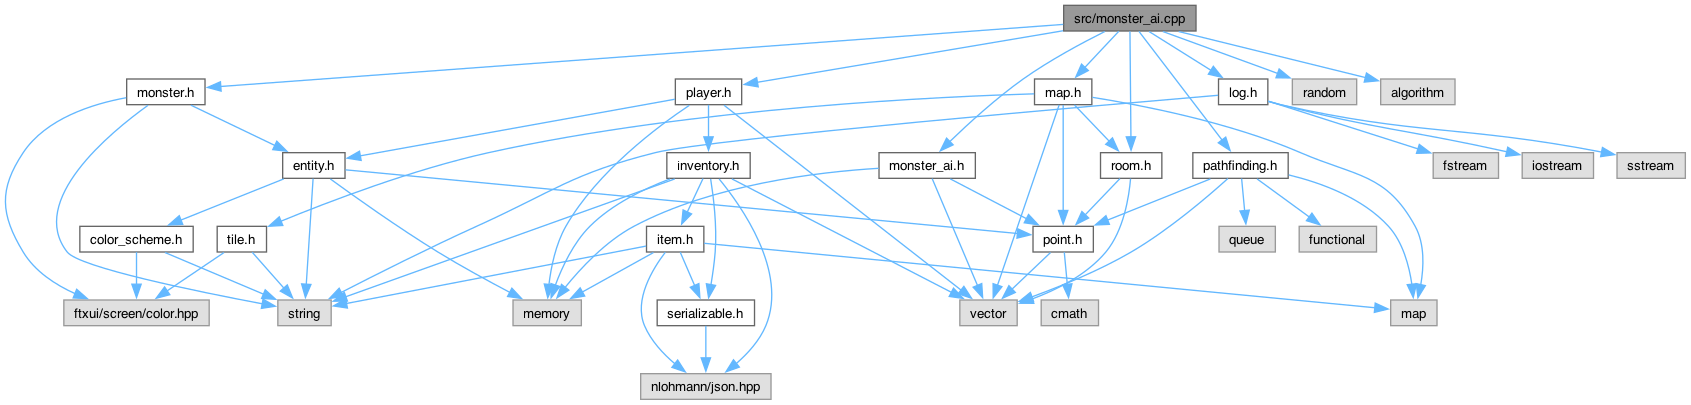 src/monster_ai.cpp
monster.h
player.h
map.h
log.h
random
algorithm
entity.h
inventory.h
monster_ai.h
room.h
pathfinding.h
fstream
iostream
sstream
color_scheme.h
tile.h
item.h
point.h
queue
functional
ftxui/screen/color.hpp
string
memory
serializable.h
vector
cmath
map
nlohmann/json.hpp